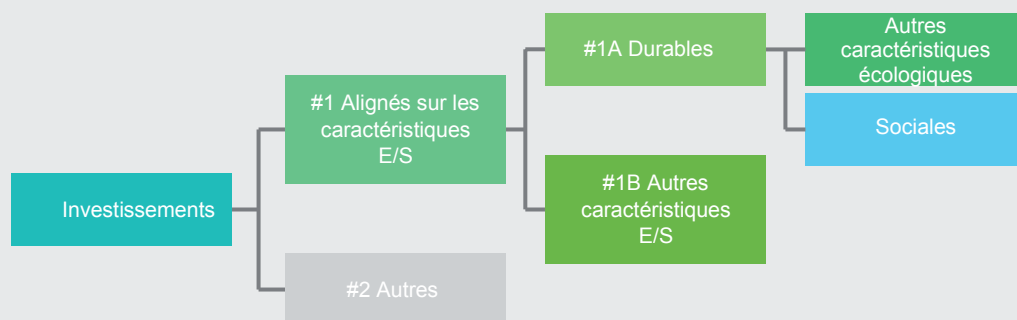 Investissements
#1 Alignés sur les
caractéristiques
E/S
#2 Autres
#1A Durables
#1B Autres
caractéristiques
E/S
Autres
caractéristiques
écologiques
Sociales